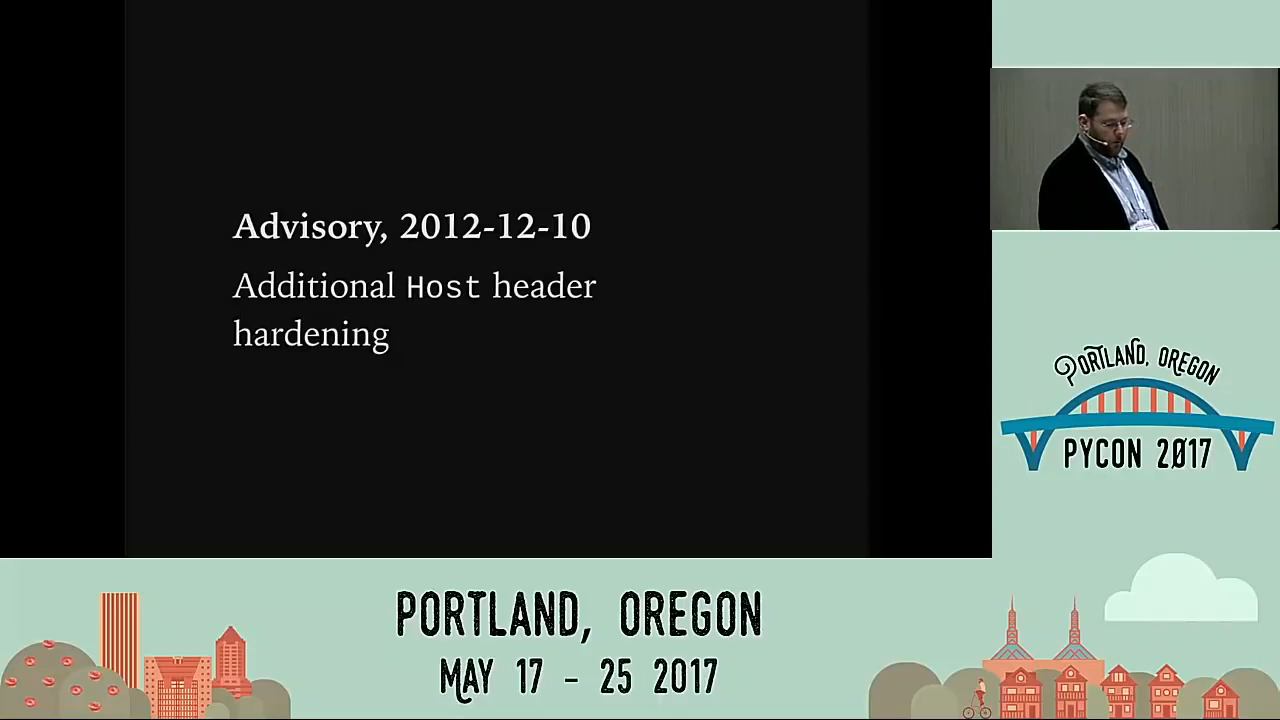 Advisory, 2012-12-10
Additional Host header
hardening
PORTLAND, OREGON
PYCON 2017
PORTLAND, OREGON
MAY 17 - 25 2017